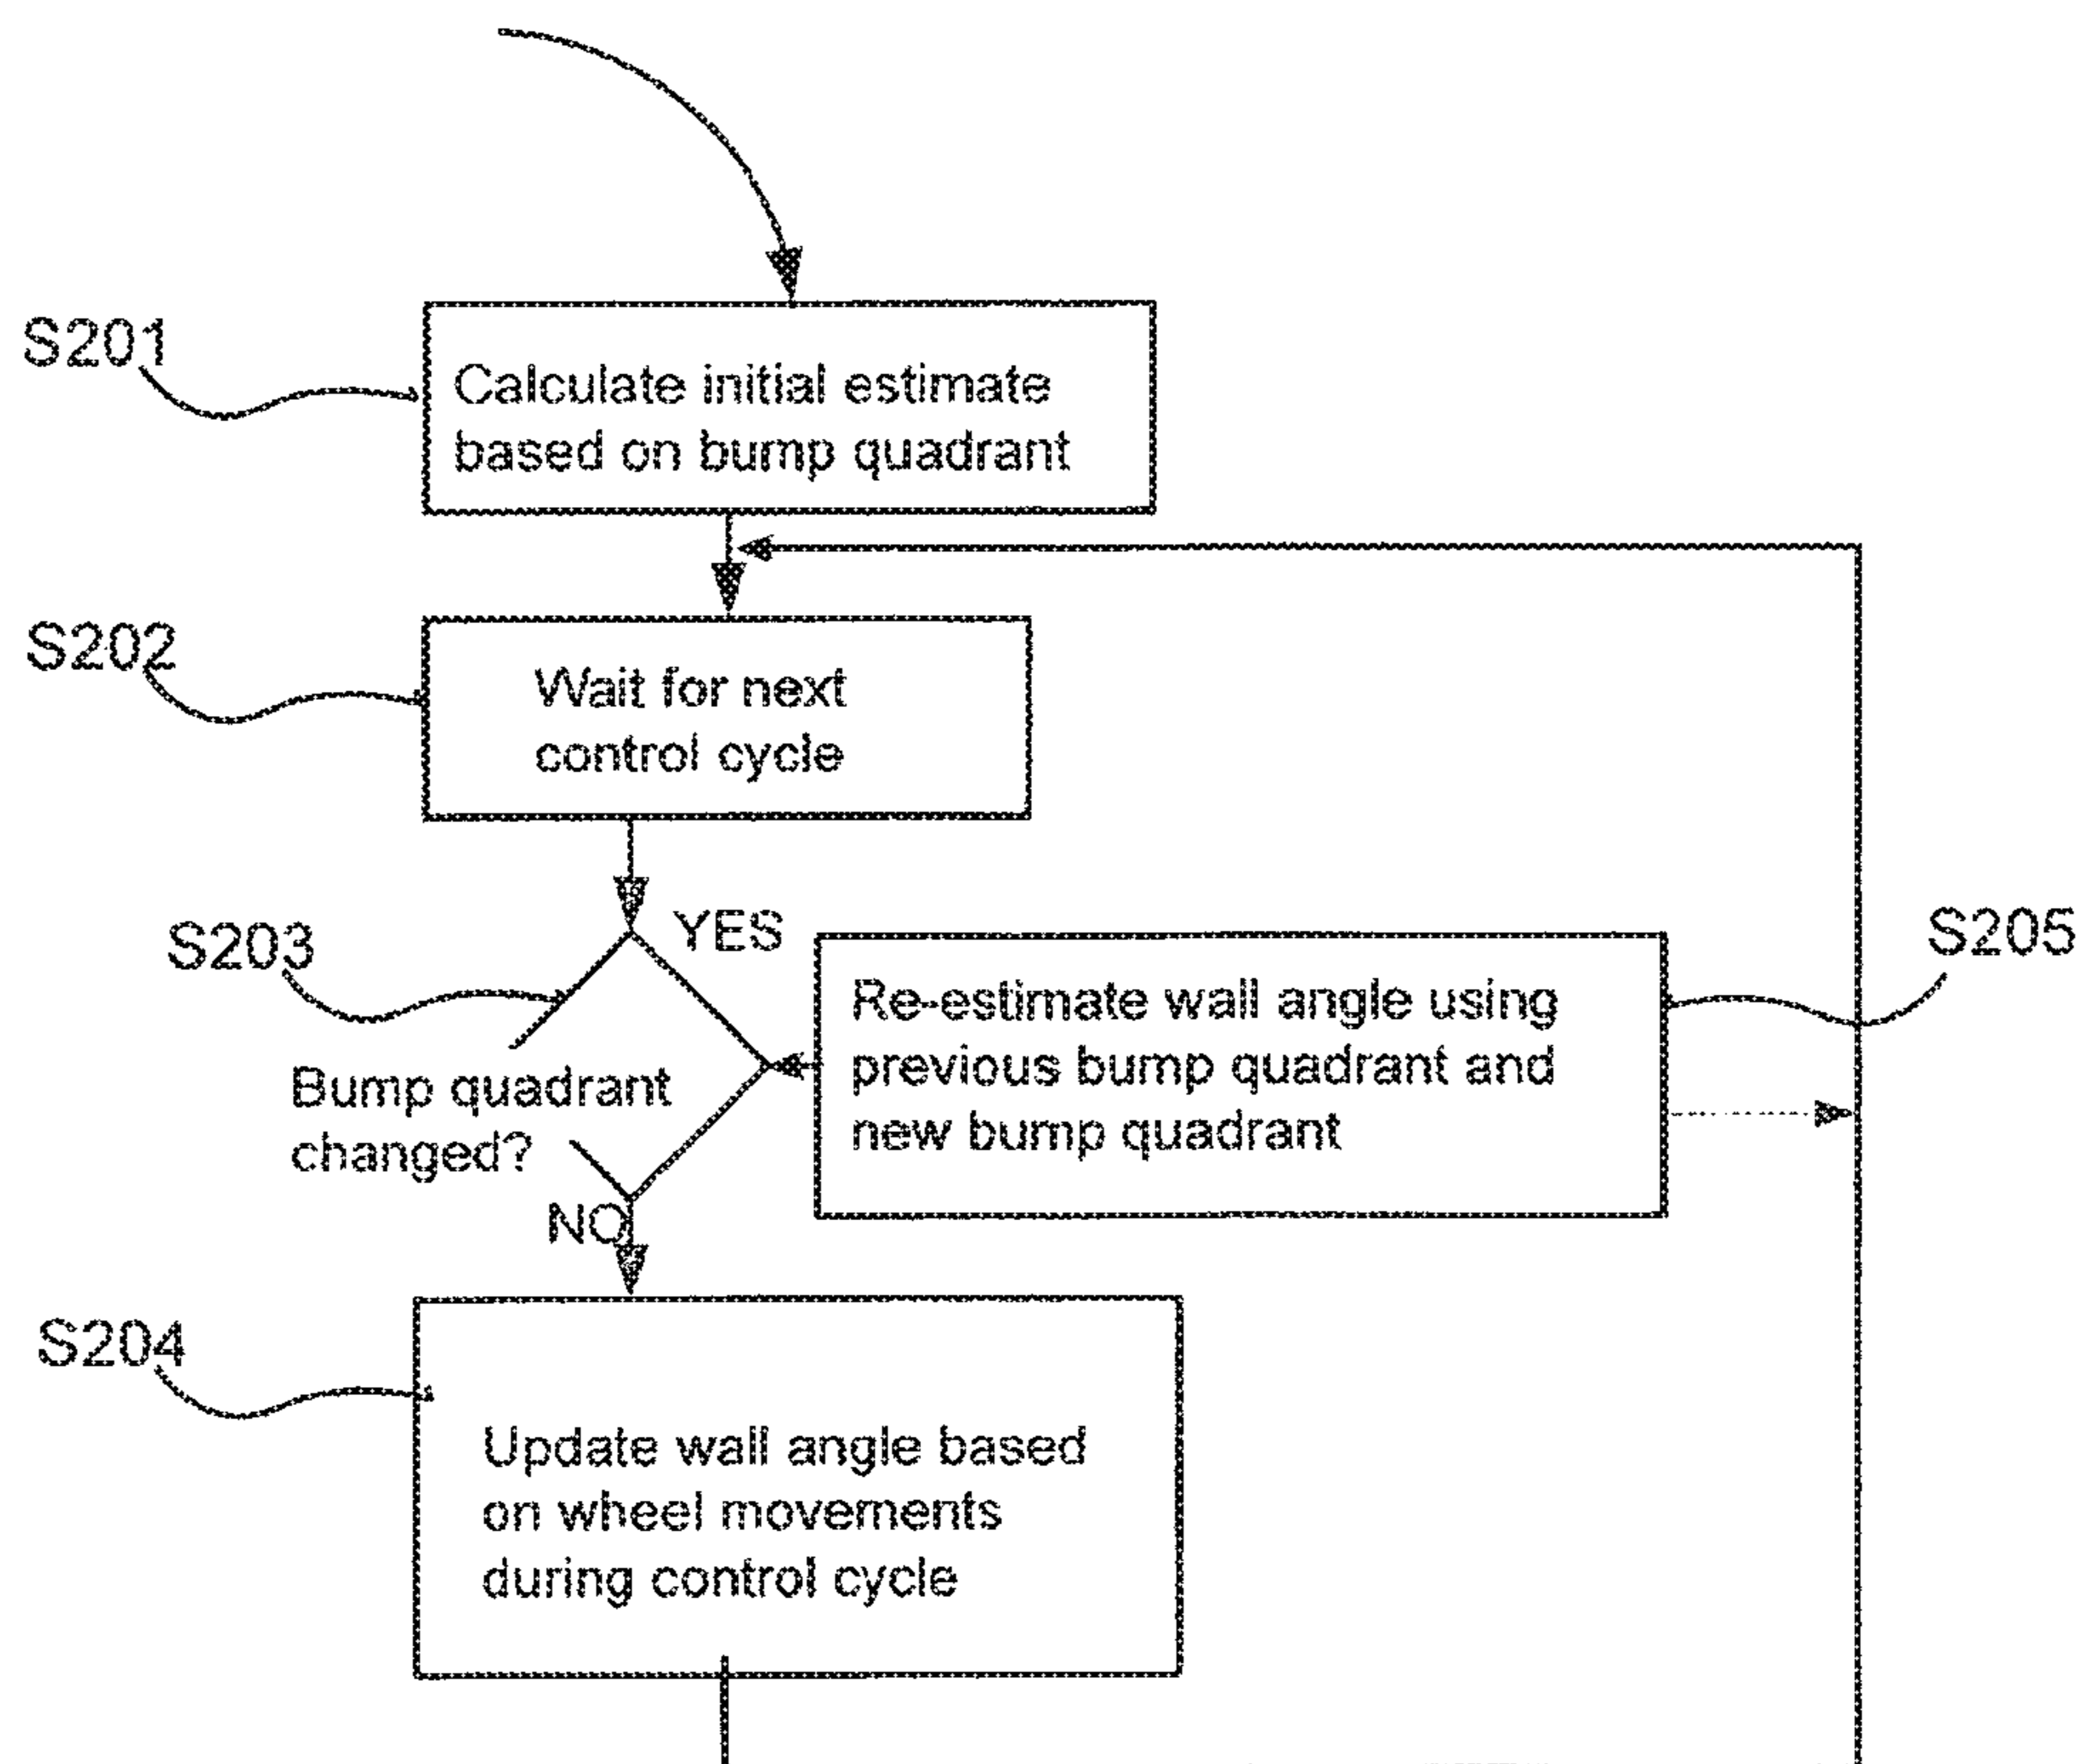 S201
Calculate initial estimate
based on bump quadrant
S202
Wait for next
control cycle
S203
YES
Bump quadrant
changed?
NO
S205
Re-estimate wall angle using
previous bump quadrant and
new bump quadrant
S204
Update wall angle based
on wheel movements
during control cycle